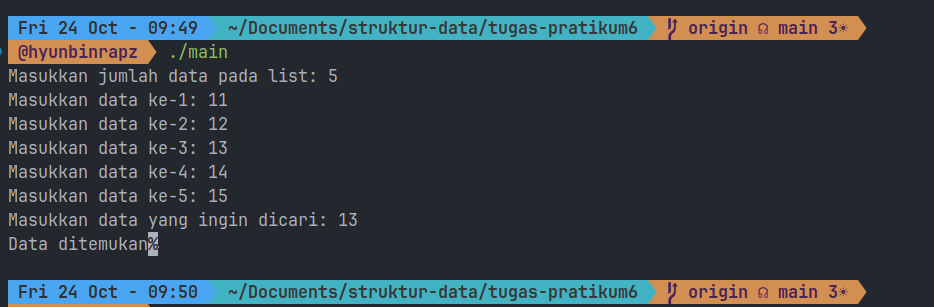 Fri 24 Oct - 09:49 ~/Documents/struktur-data/tugas-pratikum6 origin main 3☀
@hyunbinrapz ./main
Masukkan jumlah data pada list: 5
Masukkan data ke-1: 11
Masukkan data ke-2: 12
Masukkan data ke-3: 13
Masukkan data ke-4: 14
Masukkan data ke-5: 15
Masukkan data yang ingin dicari: 13
Data ditemukan%
Fri 24 Oct - 09:50 ~/Documents/struktur-data/tugas-pratikum6 origin main 3☀